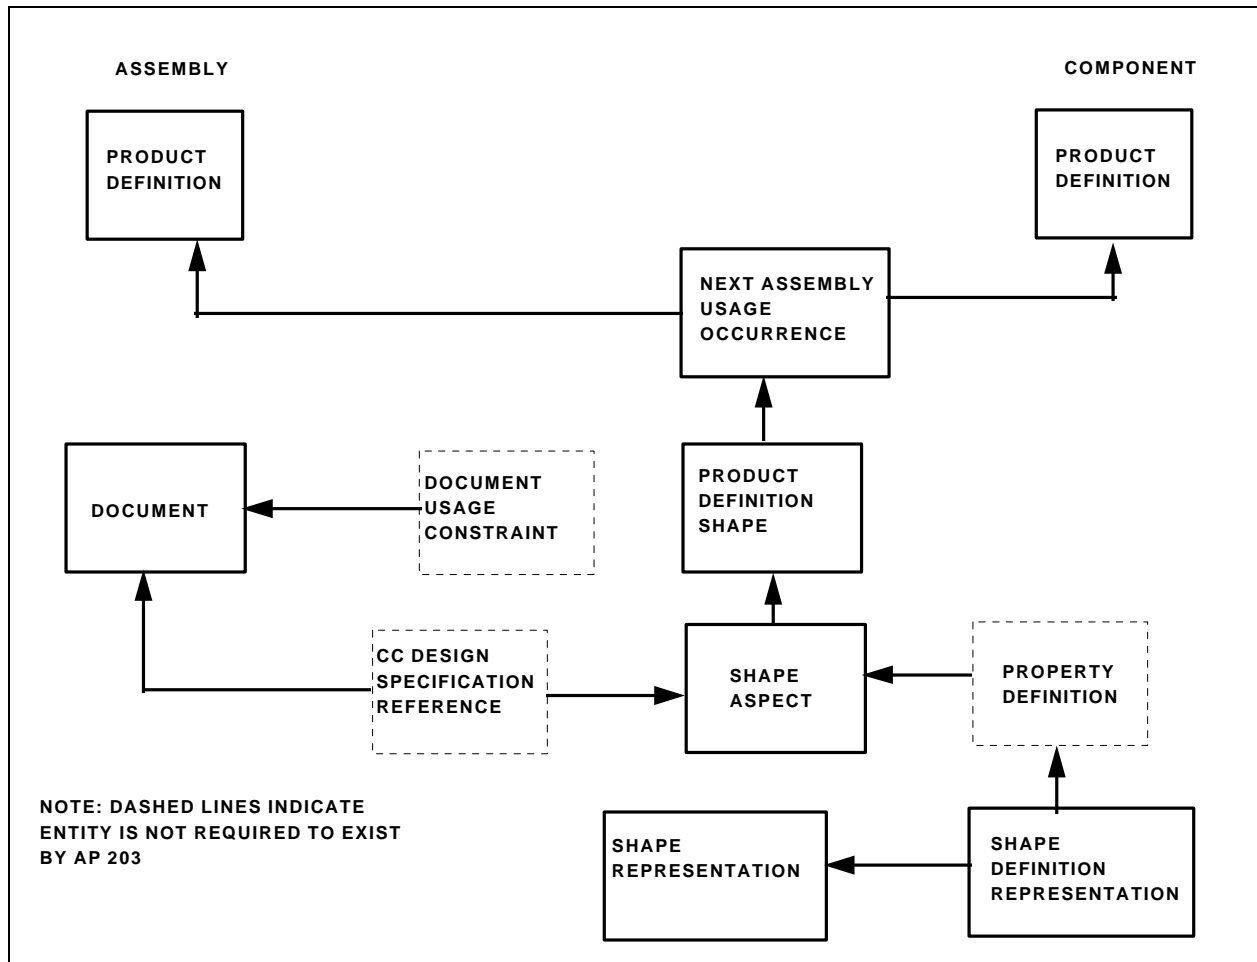 ASSEMBLY
COMPONENT
PRODUCT
DEFINITION
PRODUCT
DEFINITION
NEXT ASSEMBLY
USAGE
OCCURRENCE
DOCUMENT
DOCUMENT
USAGE
CONSTRAINT
PRODUCT
DEFINITION
SHAPE
CC DESIGN
SPECIFICATION
REFERENCE
SHAPE
ASPECT
PROPERTY
DEFINITION
NOTE: DASHED LINES INDICATE
ENTITY IS NOT REQUIRED TO EXIST
BY AP 203
SHAPE
REPRESENTATION
SHAPE
DEFINITION
REPRESENTATION